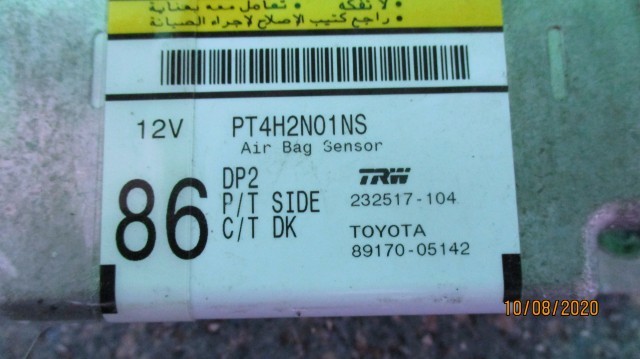 لا تفكه • تعامل معه بعناية
• راجع كتيب الإصلاح لإجراء الصيانة
12V PT4H2N01NS
Air Bag Sensor
86 DP2 TRW
P/T SIDE 232517-104
C/T DK TOYOTA
89170-05142
10/08/2020